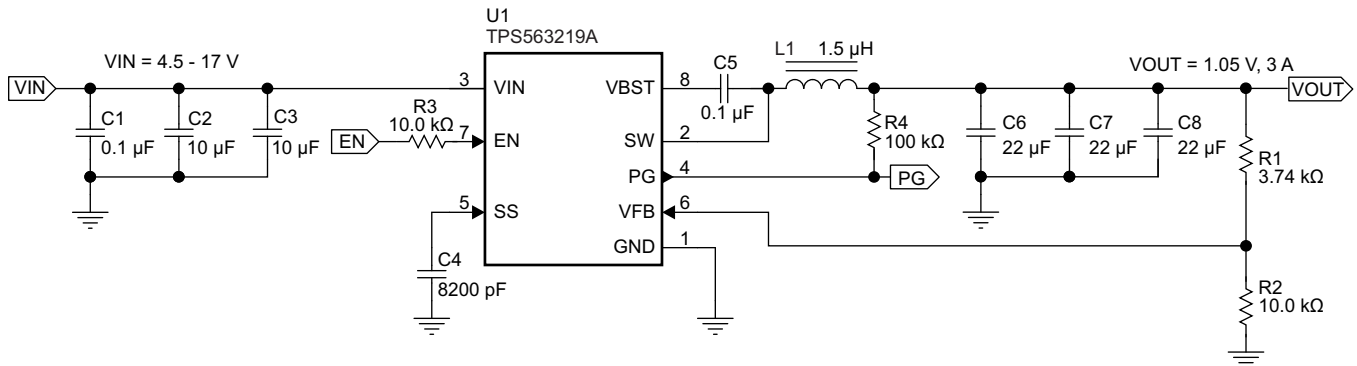 U1
TPS563219A
VIN = 4.5 - 17 V
VIN
C1
0.1 µF
C2
10 µF
C3
10 µF
R3
10.0 kΩ
EN
3
7
5
VIN
EN
SS
C4
8200 pF
VBST
SW
PG
VFB
GND
8
2
4
6
1
C5
0.1 µF
L1
1.5 µH
R4
100 kΩ
PG
C6
22 µF
C7
22 µF
C8
22 µF
VOUT = 1.05 V, 3 A
VOUT
R1
3.74 kΩ
R2
10.0 kΩ